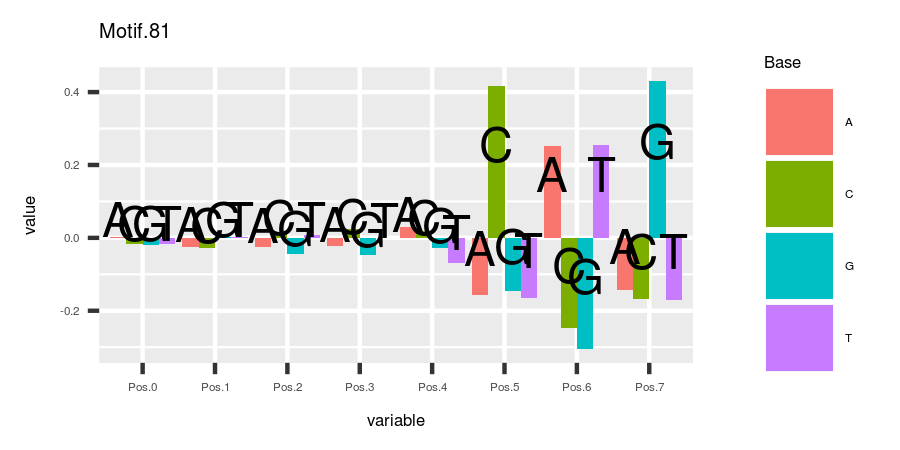 Motif.81
Base
0.4
0.2
0.0
-0.2
value
A C G T A C G T A C G T A C G T A C G T A C G T A C G T A C G T
A
C
G
T
Pos.0 Pos.1 Pos.2 Pos.3 Pos.4 Pos.5 Pos.6 Pos.7
variable